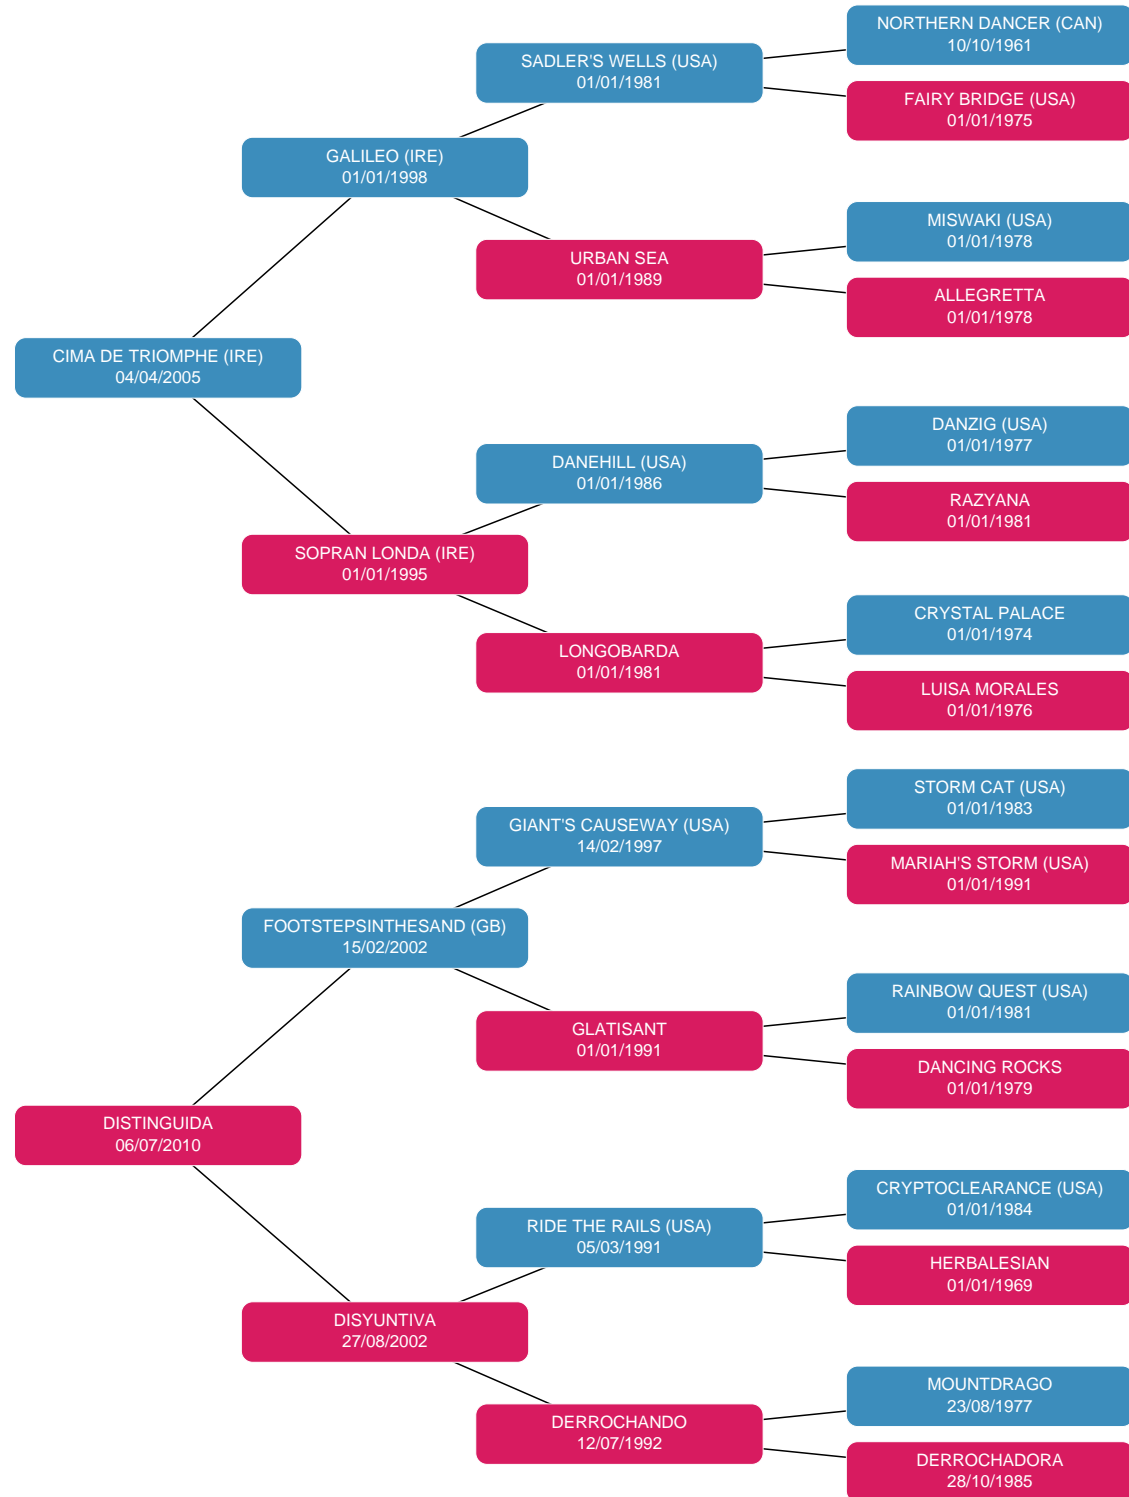 NORTHERN DANCER (CAN)
10/10/1961
SADLER'S WELLS (USA)
01/01/1981
FAIRY BRIDGE (USA)
01/01/1975
GALILEO (IRE)
01/01/1998
MISWAKI (USA)
01/01/1978
URBAN SEA
01/01/1989
ALLEGRETTA
01/01/1978
CIMA DE TRIOMPHE (IRE)
04/04/2005
DANZIG (USA)
01/01/1977
DANEHILL (USA)
01/01/1986
RAZYANA
01/01/1981
SOPRAN LONDA (IRE)
01/01/1995
CRYSTAL PALACE
01/01/1974
LONGOBARDA
01/01/1981
LUISA MORALES
01/01/1976
STORM CAT (USA)
01/01/1983
GIANT'S CAUSEWAY (USA)
14/02/1997
MARIAH'S STORM (USA)
01/01/1991
FOOTSTEPSINTHESAND (GB)
15/02/2002
RAINBOW QUEST (USA)
01/01/1981
GLATISANT
01/01/1991
DANCING ROCKS
01/01/1979
DISTINGUIDA
06/07/2010
CRYPTOCLEARANCE (USA)
01/01/1984
RIDE THE RAILS (USA)
05/03/1991
HERBALESIAN
01/01/1969
DISYUNTIVA
27/08/2002
MOUNTDRAGO
23/08/1977
DERROCHANDO
12/07/1992
DERROCHADORA
28/10/1985